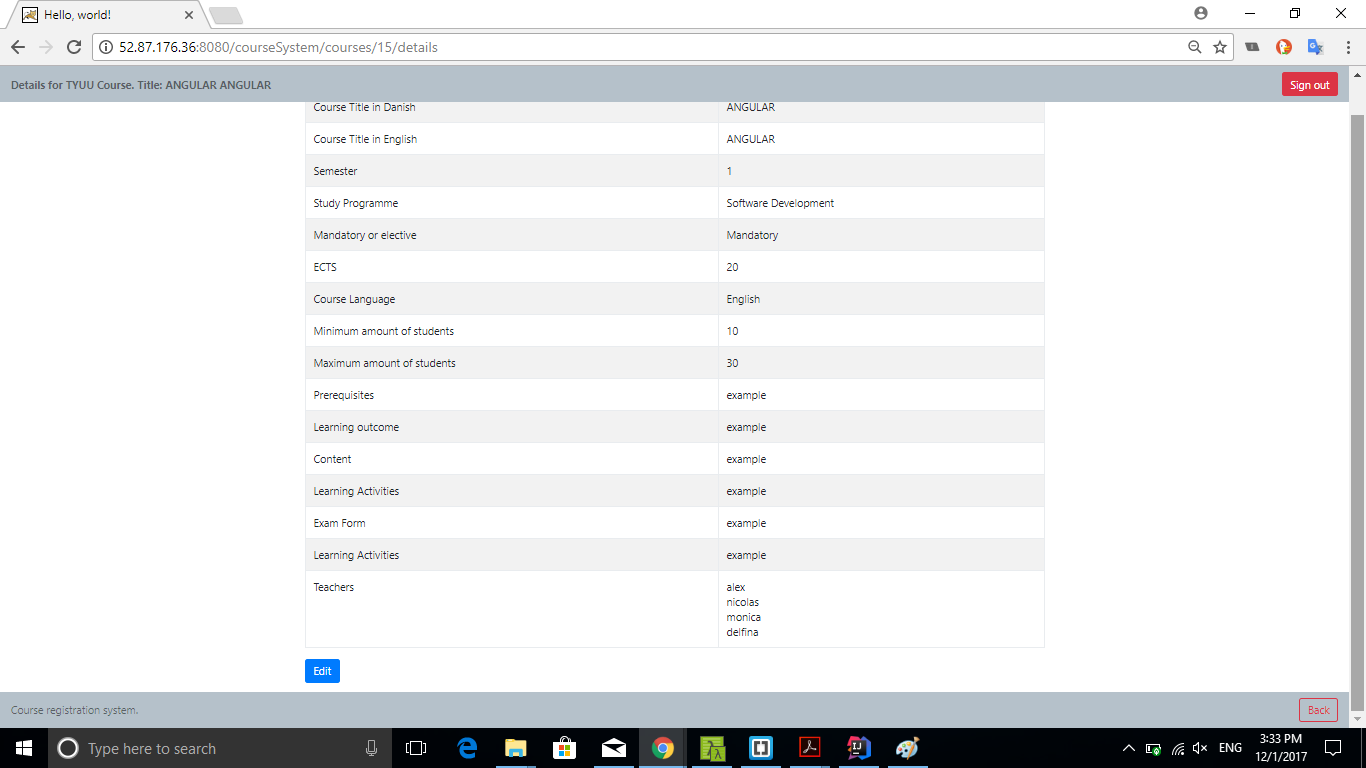 Hello, world!
52.87.176.36:8080/courseSystem/courses/15/details
Details for TYUU Course. Title: ANGULAR ANGULAR
Sign out
Course Title in Danish ANGULAR
Course Title in English ANGULAR
Semester 1
Study Programme Software Development
Mandatory or elective Mandatory
ECTS 20
Course Language English
Minimum amount of students 10
Maximum amount of students 30
Prerequisites example
Learning outcome example
Content example
Learning Activities example
Exam Form example
Learning Activities example
Teachers alex
nicolas
monica
delfina
Edit
Course registration system.
Back
Type here to search
ENG
3:33 PM
12/1/2017